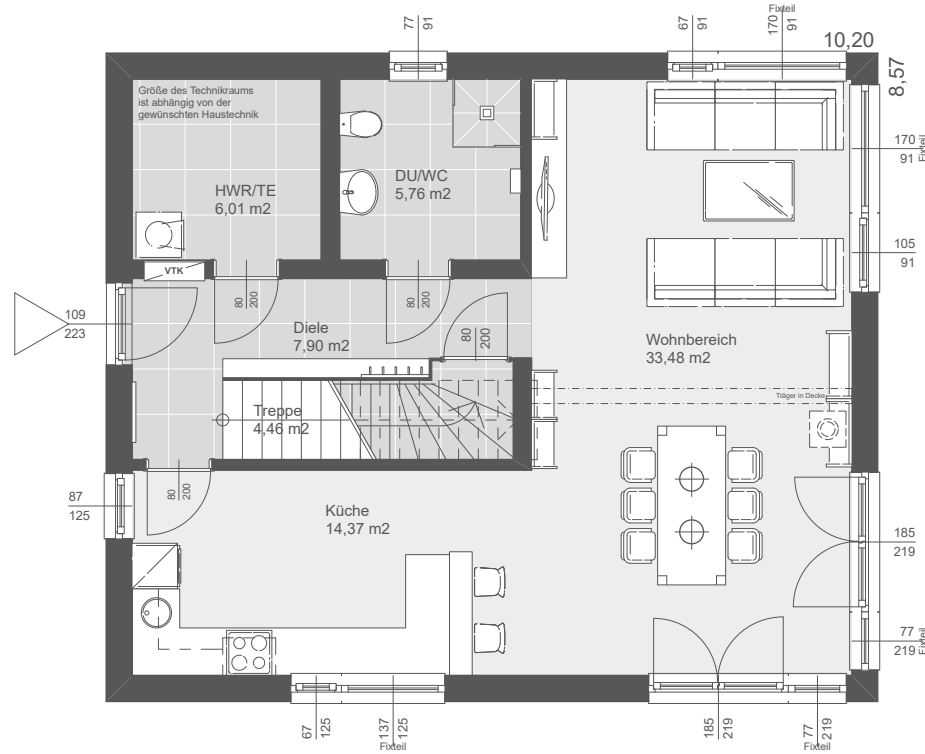 Fixteil
77
91
67
91
170
91
10,20
8,57
Größe des Technikraums
ist abhängig von der
gewünschten Haustechnik
HWR/TE
6,01 m2
DU/WC
5,76 m2
170
91
Fixteil
105
91
VTK
80
200
80
200
109
223
Diele
7,90 m2
80
200
Wohnbereich
33,48 m2
Träger in Decke
Treppe
4,46 m2
80
200
87
125
Küche
14,37 m2
185
219
77
219
Fixteil
67
125
137
125
Fixteil
185
219
77
219
Fixteil